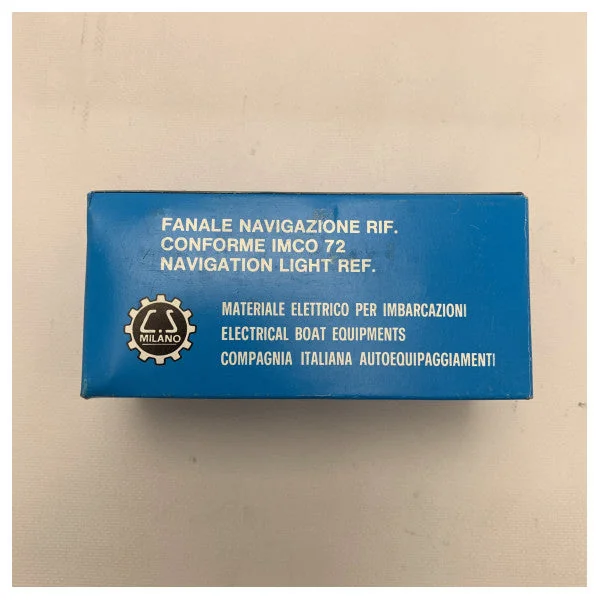 FANALE NAVIGAZIONE RIF.
CONFORME IMCO 72
NAVIGATION LIGHT REF.
MATERIALE ELETTRICO PER IMBARCAZIONI
ELECTRICAL BOAT EQUIPMENTS
COMPAGNIA ITALIANA AUTOEQUIPAGGIAMENTI
C.S
MILANO